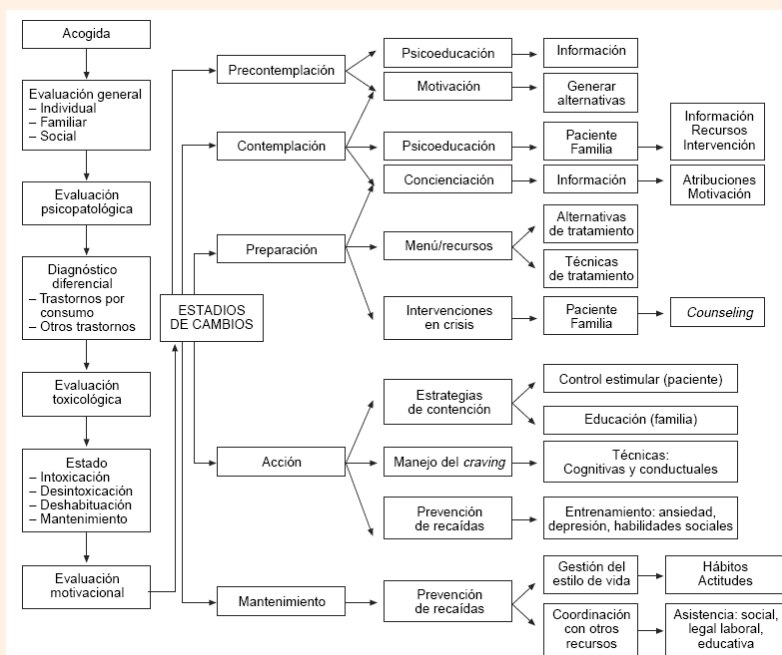 Acogida
Evaluación general
– Individual
– Familiar
– Social
Evaluación
psicopatológica
Diagnóstico
diferencial
– Trastornos por
consumo
– Otros trastornos
Evaluación
toxicológica
Estado
– Intoxicación
– Desintoxicación
– Deshabituación
– Mantenimiento
Evaluación
motivacional
ESTADIOS
DE CAMBIOS
Precontemplación
Psicoeducación
Información
Motivación
Generar
alternativas
Contemplación
Psicoeducación
Paciente
Familia
Información
Recursos
Intervención
Concienciación
Información
Atribuciones
Motivación
Preparación
Menú/recursos
Alternativas
de tratamiento
Técnicas
de tratamiento
Intervenciones
en crisis
Paciente
Familia
Counseling
Acción
Estrategias
de contención
Control estimular (paciente)
Educación (familia)
Manejo del craving
Técnicas:
Cognitivas y conductuales
Prevención
de recaídas
Entrenamiento: ansiedad,
depresión, habilidades sociales
Mantenimiento
Prevención
de recaídas
Gestión del
estilo de vida
Hábitos
Actitudes
Coordinación
con otros
recursos
Asistencia: social,
legal laboral,
educativa